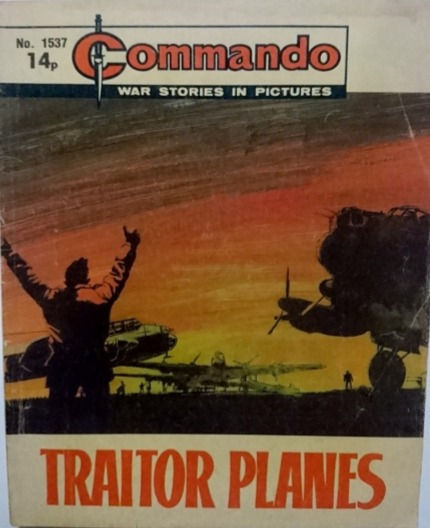 No. 1537
14p
Commando
WAR STORIES IN PICTURES
TRAITOR PLANES